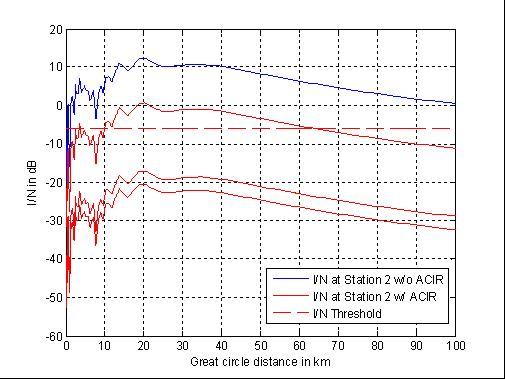 20
10
0
-10
-20
-30
-40
-50
-60
I/N in dB
0 10 20 30 40 50 60 70 80 90 100
Great circle distance in km
I/N at Station 2 w/o ACIR
I/N at Station 2 w/ ACIR
I/N Threshold